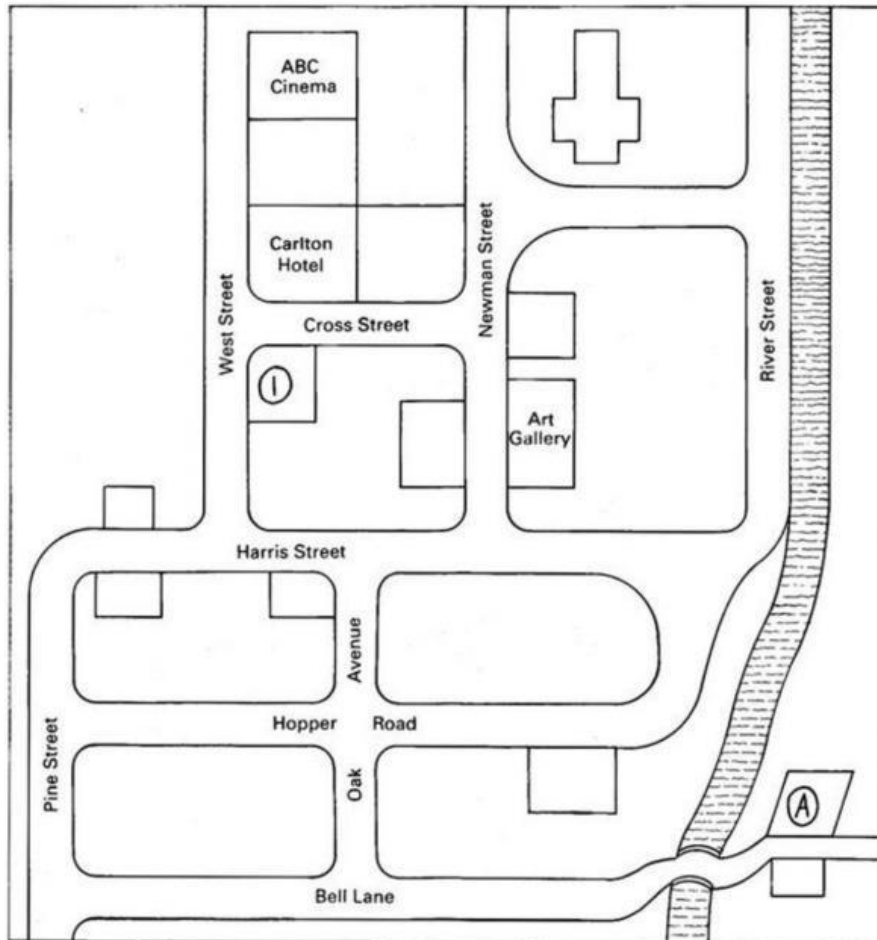 ABC
Cinema
Carlton
Hotel
West Street
Cross Street
Newman Street
River Street
1
Art
Gallery
Harris Street
Avenue
Hopper Road
Pine Street
Oak
A
Bell Lane